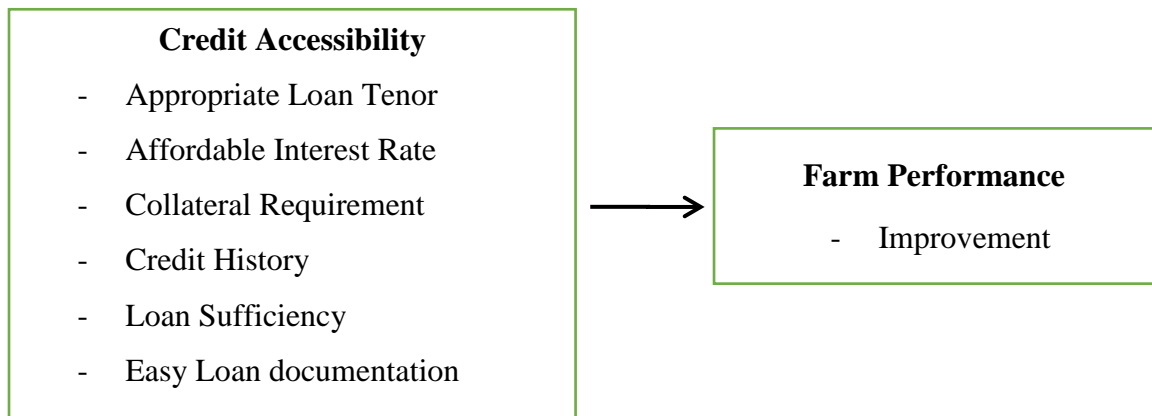 Credit Accessibility
- Appropriate Loan Tenor
- Affordable Interest Rate
- Collateral Requirement
- Credit History
- Loan Sufficiency
- Easy Loan documentation
Farm Performance
- Improvement